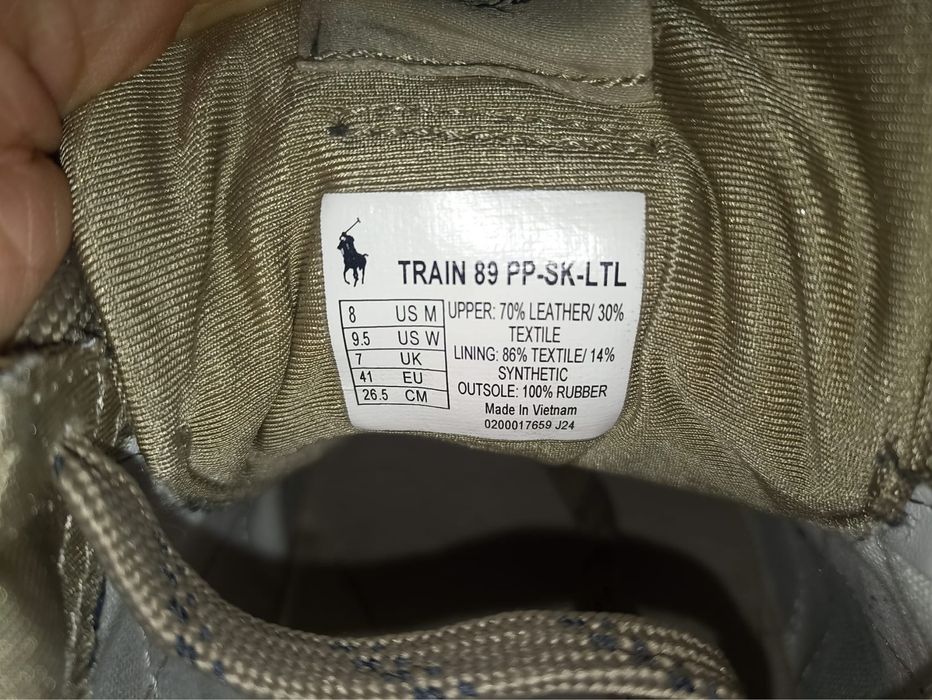 TRAIN 89 PP-SK-LTL
8 US M
9.5 US W
7 UK
41 EU
26.5 CM
UPPER: 70% LEATHER/ 30%
TEXTILE
LINING: 86% TEXTILE/ 14%
SYNTHETIC
OUTSOLE: 100% RUBBER
Made In Vietnam
0200017659 J24